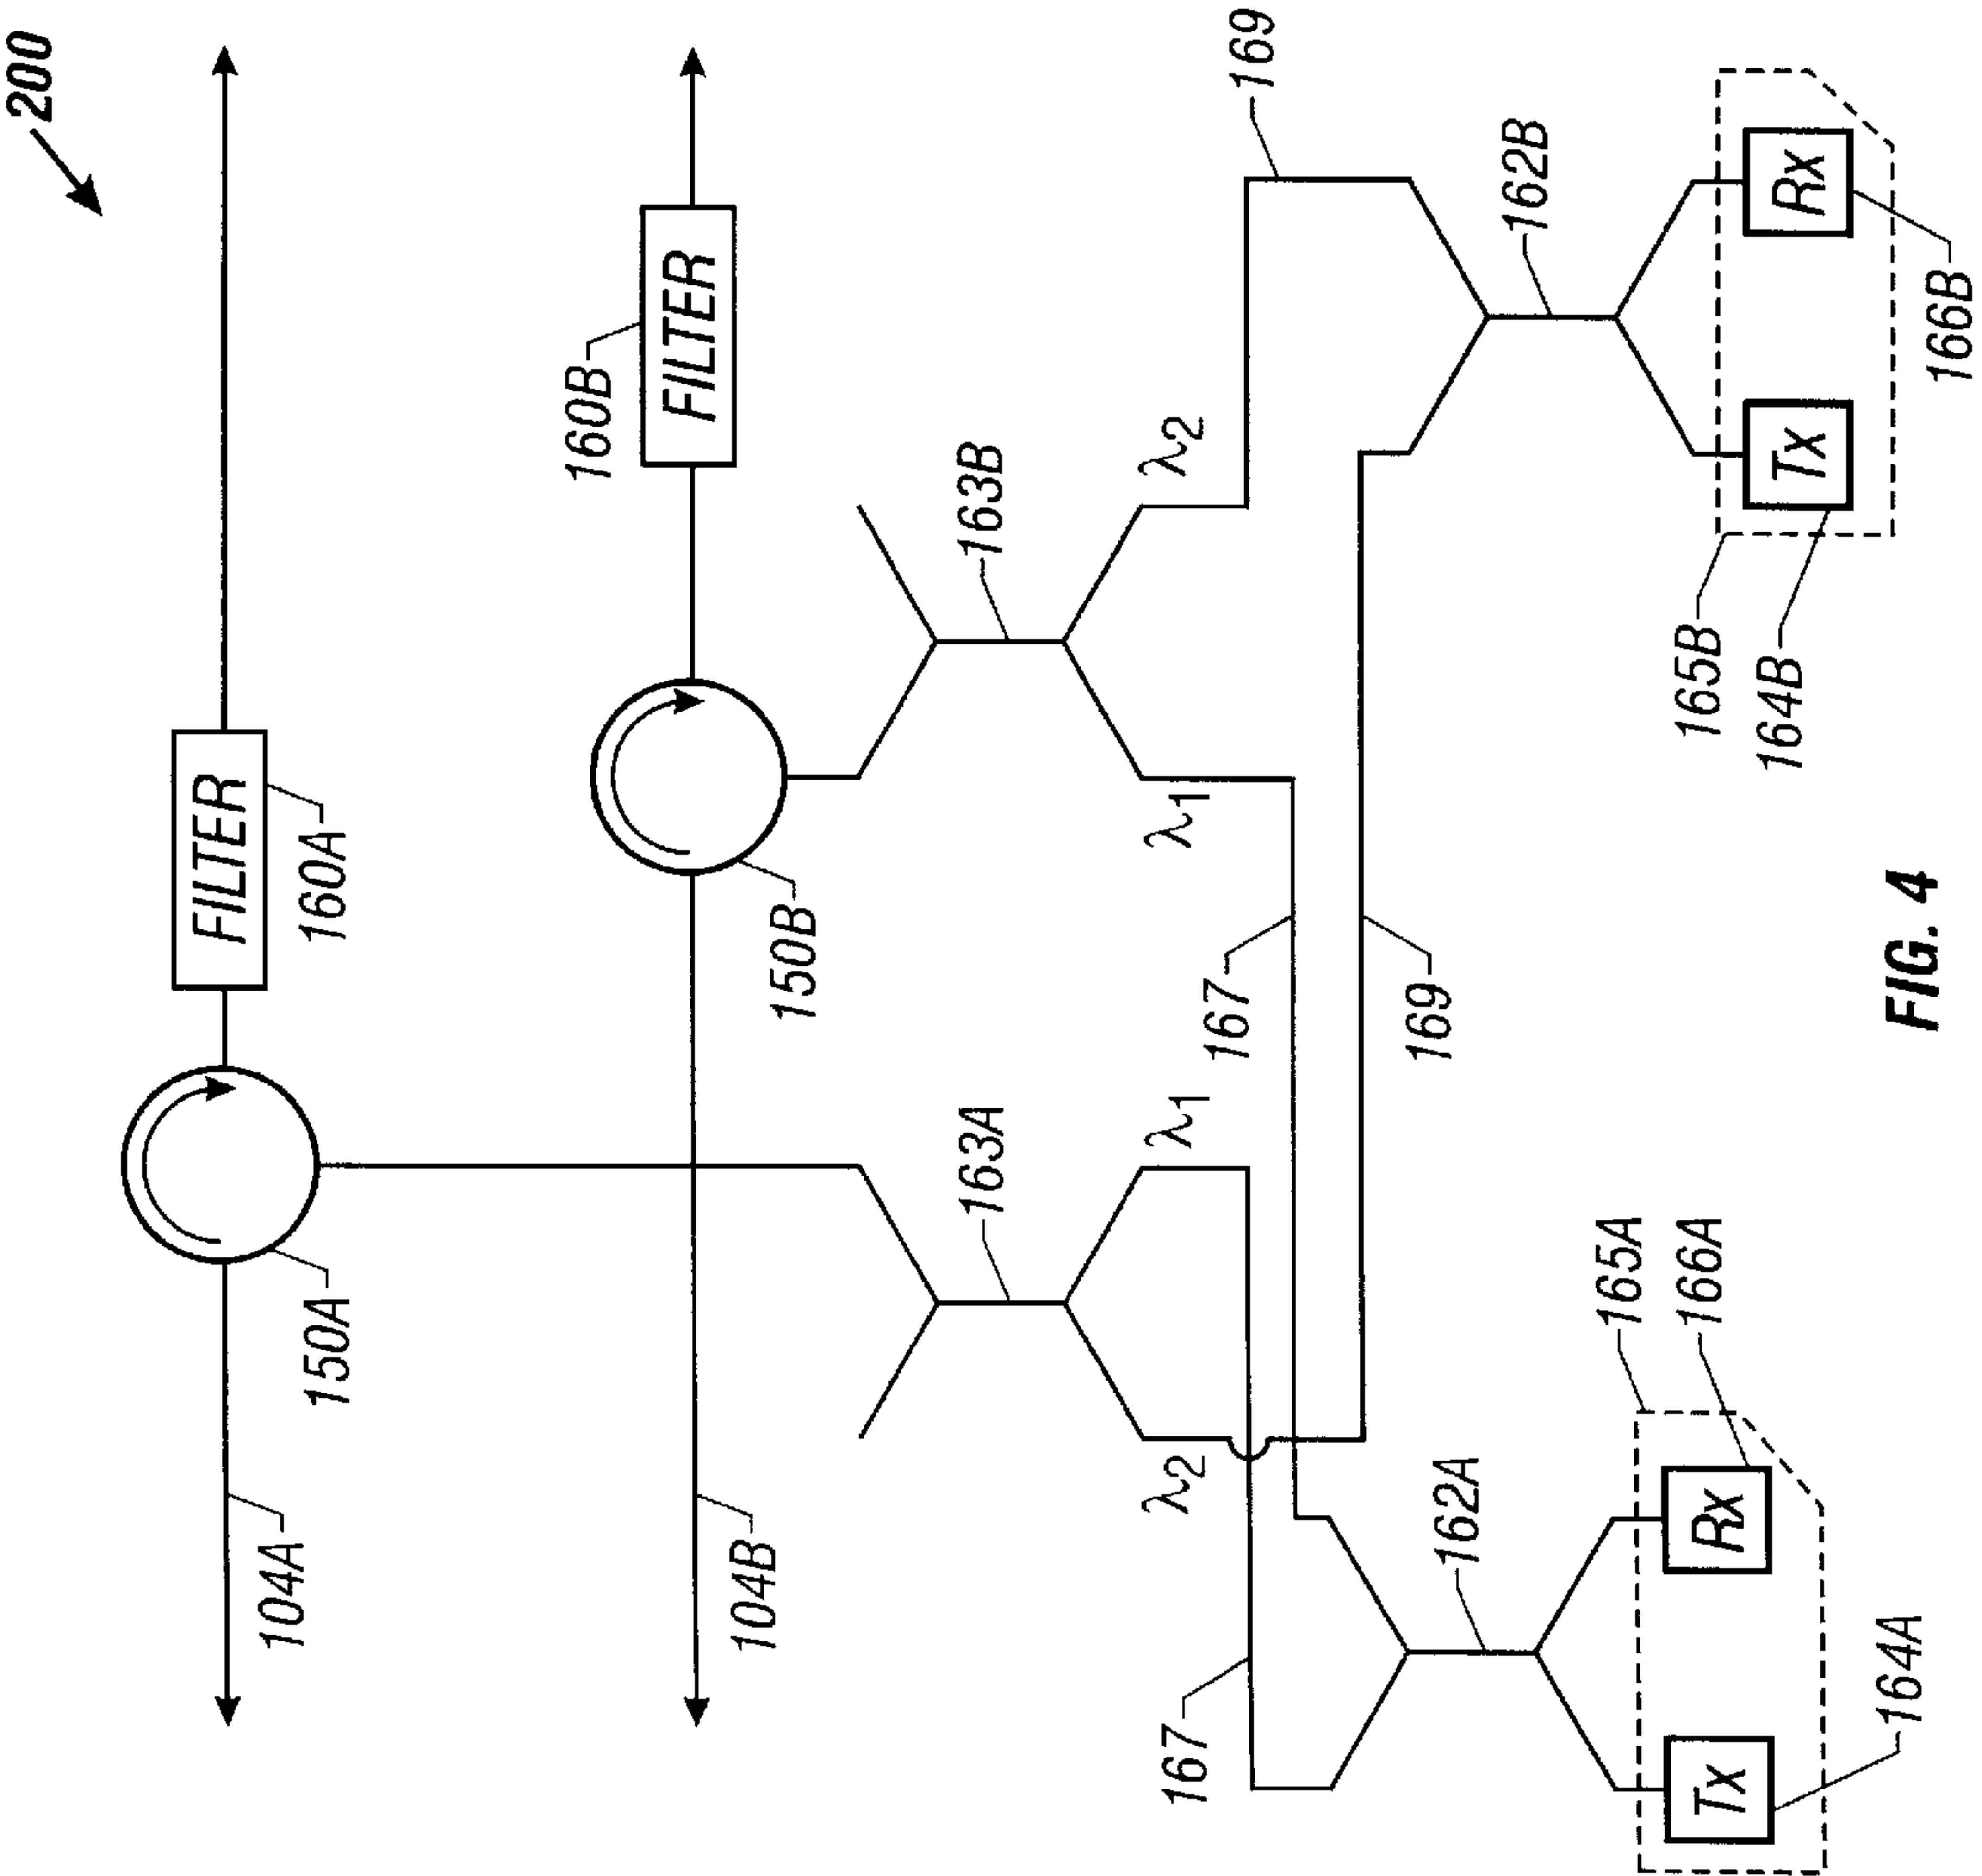 200
FILTER
160A
150A
104A
FILTER
160B
150B
104B
163B
163A
λ2
λ1
λ1
λ2
169
167
169
167
162B
162A
Tx
Rx
165B
164B
166B
Tx
Rx
165A
166A
164A
FIG. 4